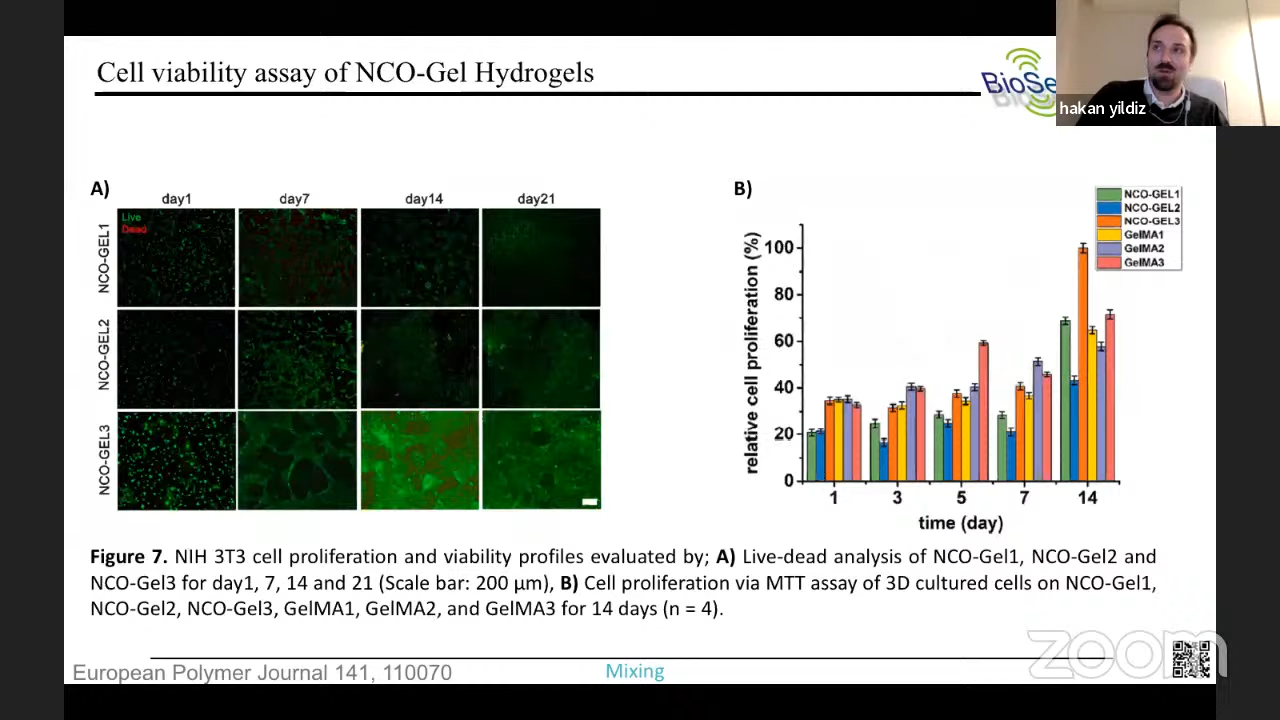 Cell viability assay of NCO-Gel Hydrogels
BioSe
hakan yildiz
A)
day1
day7
day14
day21
Live
Dead
NCO-GEL1
NCO-GEL2
NCO-GEL3
B)
NCO-GEL1
NCO-GEL2
NCO-GEL3
GelMA1
GelMA2
GelMA3
relative cell proliferation (%)
100
80
60
40
20
0
1
3
5
7
14
time (day)
Figure 7. NIH 3T3 cell proliferation and viability profiles evaluated by; A) Live-dead analysis of NCO-Gel1, NCO-Gel2 and
NCO-Gel3 for day1, 7, 14 and 21 (Scale bar: 200 μm), B) Cell proliferation via MTT assay of 3D cultured cells on NCO-Gel1,
NCO-Gel2, NCO-Gel3, GelMA1, GelMA2, and GelMA3 for 14 days (n = 4).
European Polymer Journal 141, 110070
Mixing
zoom